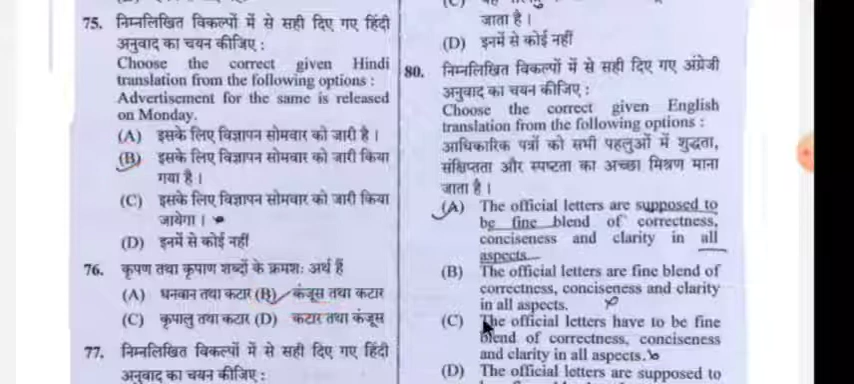 75. निम्नलिखित विकल्पों में से सही दिए गए हिंदी
अनुवाद का चयन कीजिए :
Choose the correct given Hindi
translation from the following options :
Advertisement for the same is released
on Monday.
(A) इसके लिए विज्ञापन सोमवार को जारी है ।
(B) इसके लिए विज्ञापन सोमवार को जारी किया
गया है ।
(C) इसके लिए विज्ञापन सोमवार को जारी किया
जायेगा ।
(D) इनमें से कोई नहीं
76. कृपण तथा कृपाण शब्दों के क्रमशः अर्थ हैं
(A) धनवान तथा कटार (B) कंजूस तथा कटार
(C) कृपालु तथा कटार (D) कटार तथा कंजूस
77. निम्नलिखित विकल्पों में से सही दिए गए हिंदी
अनुवाद का चयन कीजिए :
जाता है ।
(D) इनमें से कोई नहीं
80. निम्नलिखित विकल्पों में से सही दिए गए अंग्रेजी
अनुवाद का चयन कीजिए :
Choose the correct given English
translation from the following options :
आधिकारिक पत्रों को सभी पहलुओं में शुद्धता,
संक्षिप्तता और स्पष्टता का अच्छा मिश्रण माना
जाता है ।
(A) The official letters are supposed to
be fine blend of correctness,
conciseness and clarity in all
aspects.
(B) The official letters are fine blend of
correctness, conciseness and clarity
in all aspects.
(C) The official letters have to be fine
blend of correctness, conciseness
and clarity in all aspects.
(D) The official letters are supposed to